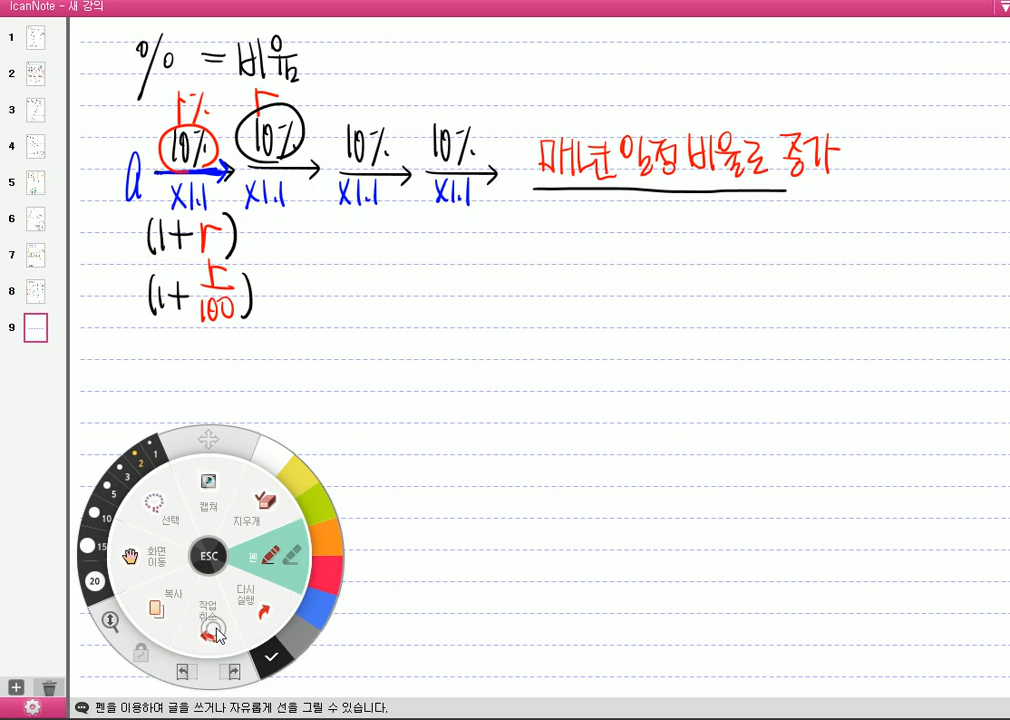 IcanNote - 새 강의
% = 비율
r% r
10% 10% 10% 10% 매년 일정 비율로 증가
a ×1.1 ×1.1 ×1.1 ×1.1
(1+r)
(1+r/100)
1
2
3
4
5
6
7
8
9
1
2
3
5
10
15
20
캡쳐
선택
지우개
화면
이동
ESC
펜
복사
작업
취소
다시
실행
펜을 이용하여 글을 쓰거나 자유롭게 선을 그릴 수 있습니다.